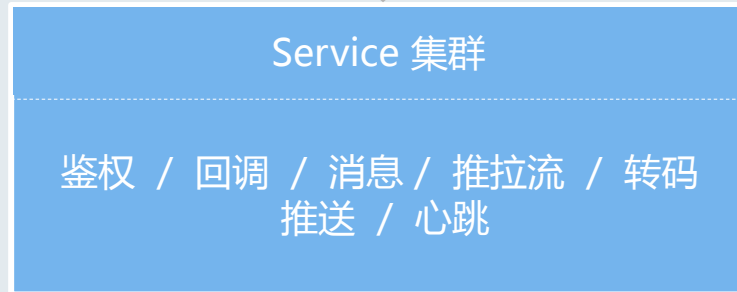 Service 集群
鉴权 / 回调 / 消息 / 推拉流 / 转码
推送 / 心跳